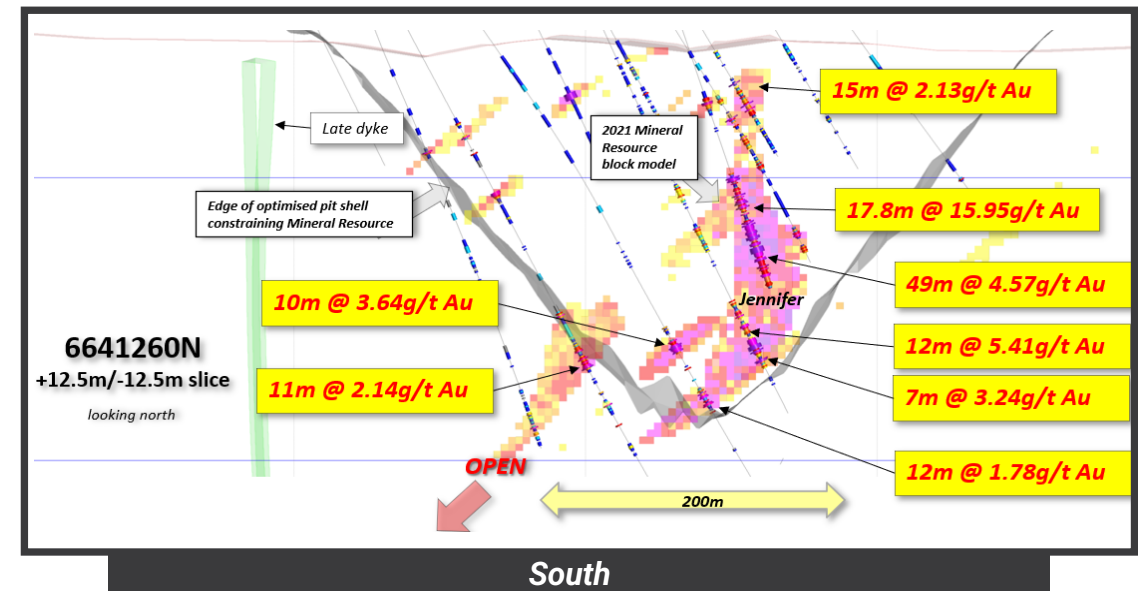 15m @ 2.13g/t Au
Late dyke
2021 Mineral
Resource
block model
Edge of optimised pit shell
constraining Mineral Resource
17.8m @ 15.95g/t Au
49m @ 4.57g/t Au
10m @ 3.64g/t Au
Jennifer
12m @ 5.41g/t Au
6641260N
+12.5m/-12.5m slice
looking north
11m @ 2.14g/t Au
7m @ 3.24g/t Au
OPEN
12m @ 1.78g/t Au
200m
South